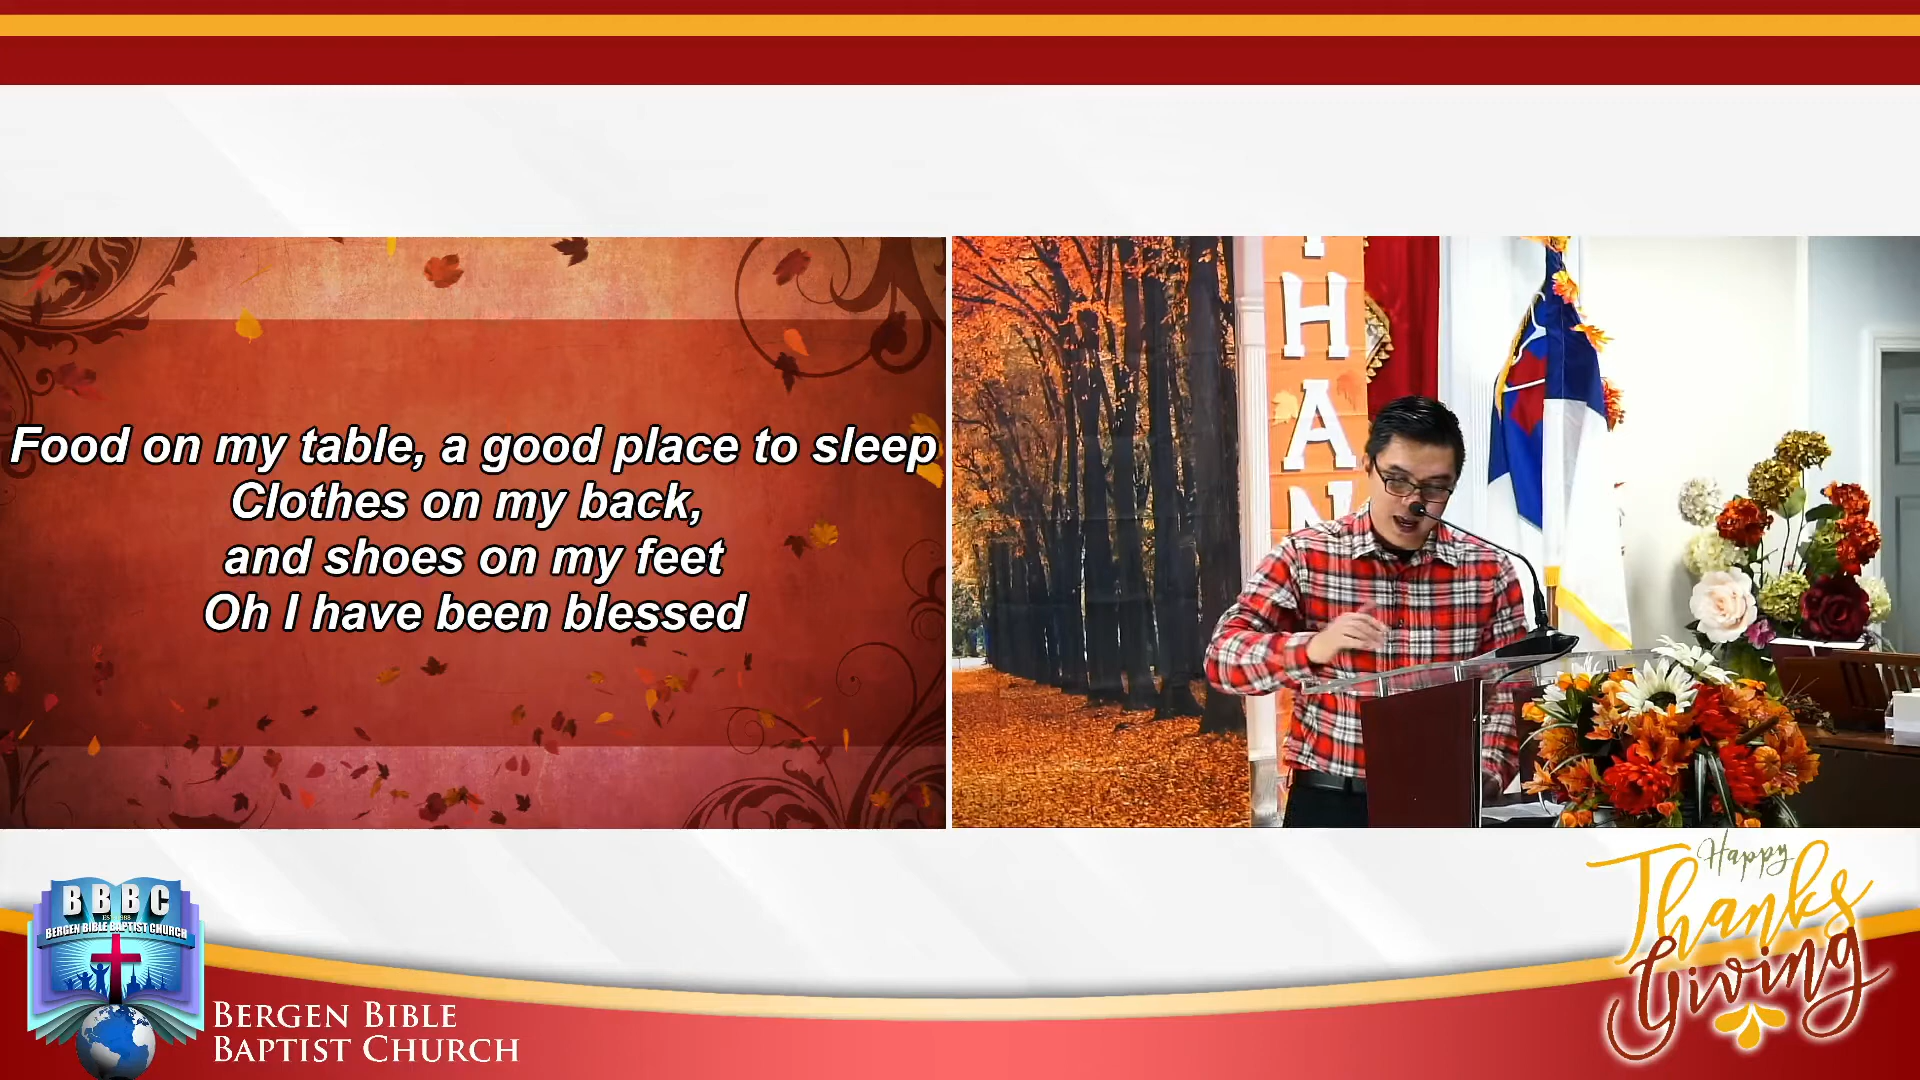 Food on my table, a good place to sleep
Clothes on my back,
and shoes on my feet
Oh I have been blessed
THAN
BBBC
BERGEN BIBLE BAPTIST CHURCH
BERGEN BIBLE
BAPTIST CHURCH
Happy
Thanks
Giving